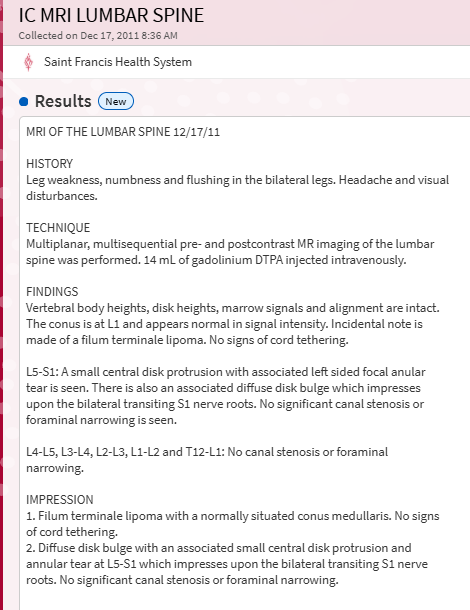 IC MRI LUMBAR SPINE
Collected on Dec 17, 2011 8:36 AM
Saint Francis Health System
Results New
MRI OF THE LUMBAR SPINE 12/17/11
HISTORY
Leg weakness, numbness and flushing in the bilateral legs. Headache and visual
disturbances.
TECHNIQUE
Multiplanar, multisequential pre- and postcontrast MR imaging of the lumbar
spine was performed. 14 mL of gadolinium DTPA injected intravenously.
FINDINGS
Vertebral body heights, disk heights, marrow signals and alignment are intact.
The conus is at L1 and appears normal in signal intensity. Incidental note is
made of a filum terminale lipoma. No signs of cord tethering.
L5-S1: A small central disk protrusion with associated left sided focal anular
tear is seen. There is also an associated diffuse disk bulge which impresses
upon the bilateral transiting S1 nerve roots. No significant canal stenosis or
foraminal narrowing is seen.
L4-L5, L3-L4, L2-L3, L1-L2 and T12-L1: No canal stenosis or foraminal
narrowing.
IMPRESSION
1. Filum terminale lipoma with a normally situated conus medullaris. No signs
of cord tethering.
2. Diffuse disk bulge with an associated small central disk protrusion and
annular tear at L5-S1 which impresses upon the bilateral transiting S1 nerve
roots. No significant canal stenosis or foraminal narrowing.